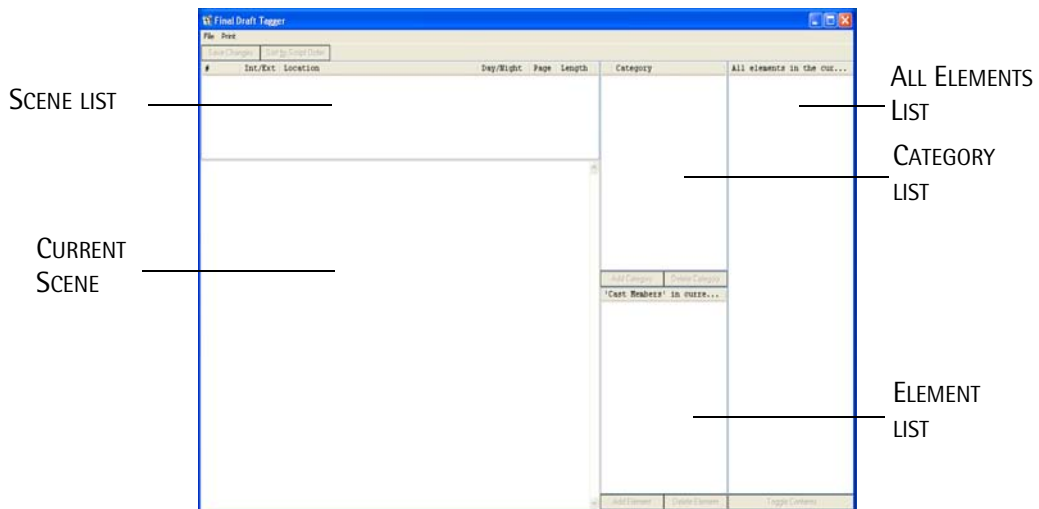 Final Draft Tagger
File Print
Save Changes Sort by Script Order
# Int/Ext Location Day/Night Page Length Category All elements in the cur...
SCENE LIST
ALL ELEMENTS
LIST
CATEGORY
LIST
CURRENT
SCENE
Add Category Delete Category
'Cast Members' in curre...
ELEMENT
LIST
Add Element Delete Element Toggle Contents